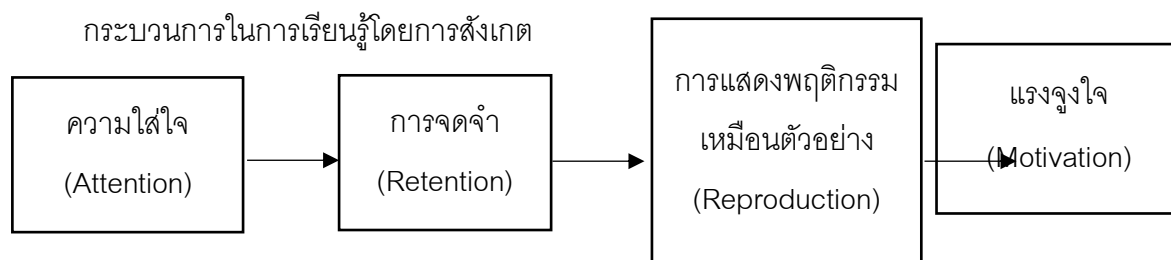 กระบวนการในการเรียนรู้โดยการสังเกต
ความใส่ใจ
(Attention)
การจดจำ
(Retention)
การแสดงพฤติกรรม
เหมือนตัวอย่าง
(Reproduction)
แรงจูงใจ
(Motivation)